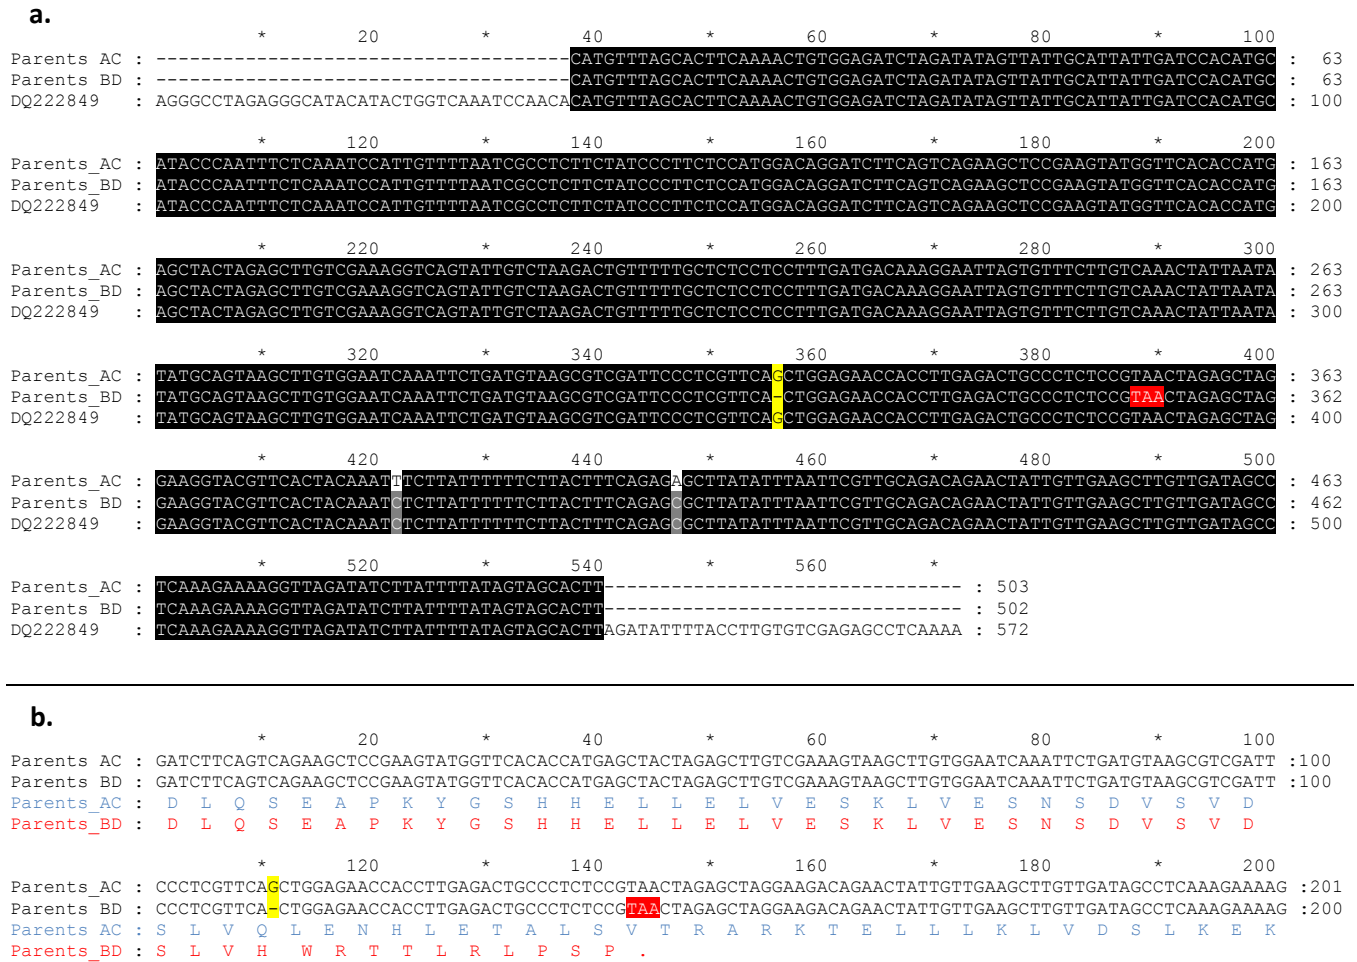 a.
* 20 * 40 * 60 * 80 * 100
Parents AC : -------------------------------------CATGTTTAGCACTTCAAAACTGTGGAGATCTAGATATAGTTATTGCATTATTGATCCACATGC : 63
Parents BD : -------------------------------------CATGTTTAGCACTTCAAAACTGTGGAGATCTAGATATAGTTATTGCATTATTGATCCACATGC : 63
DQ222849 : AGGGCCTAGAGGGCATACATACTGGTCAAATCCAACACATGTTTAGCACTTCAAAACTGTGGAGATCTAGATATAGTTATTGCATTATTGATCCACATGC : 100
* 120 * 140 * 160 * 180 * 200
Parents_AC : ATACCCAATTTCTCAAATCCATTGTTTTAATCGCCTCTTCTATCCCTTCTCCATGGACAGGATCTTCAGTCAGAAGCTCCGAAGTATGGTTCACACCATG : 163
Parents_BD : ATACCCAATTTCTCAAATCCATTGTTTTAATCGCCTCTTCTATCCCTTCTCCATGGACAGGATCTTCAGTCAGAAGCTCCGAAGTATGGTTCACACCATG : 163
DQ222849 : ATACCCAATTTCTCAAATCCATTGTTTTAATCGCCTCTTCTATCCCTTCTCCATGGACAGGATCTTCAGTCAGAAGCTCCGAAGTATGGTTCACACCATG : 200
* 220 * 240 * 260 * 280 * 300
Parents_AC : AGCTACTAGAGCTTGTCGAAAGGTCAGTATTGTCTAAGACTGTTTTTGCTCTCCTCCTTTGATGACAAAGGAATTAGTGTTTCTTGTCAAACTATTAATA : 263
Parents_BD : AGCTACTAGAGCTTGTCGAAAGGTCAGTATTGTCTAAGACTGTTTTTGCTCTCCTCCTTTGATGACAAAGGAATTAGTGTTTCTTGTCAAACTATTAATA : 263
DQ222849 : AGCTACTAGAGCTTGTCGAAAGGTCAGTATTGTCTAAGACTGTTTTTGCTCTCCTCCTTTGATGACAAAGGAATTAGTGTTTCTTGTCAAACTATTAATA : 300
* 320 * 340 * 360 * 380 * 400
Parents_AC : TATGCAGTAAGCTTGTGGAATCAAATTCTGATGTAAGCGTCGATTCCCTCGTTCAGCTGGAGAACCACCTTGAGACTGCCCTCTCCGTAACTAGAGCTAG : 363
Parents_BD : TATGCAGTAAGCTTGTGGAATCAAATTCTGATGTAAGCGTCGATTCCCTCGTTCA-CTGGAGAACCACCTTGAGACTGCCCTCTCCGTAACTAGAGCTAG : 362
DQ222849 : TATGCAGTAAGCTTGTGGAATCAAATTCTGATGTAAGCGTCGATTCCCTCGTTCAGCTGGAGAACCACCTTGAGACTGCCCTCTCCGTAACTAGAGCTAG : 400
* 420 * 440 * 460 * 480 * 500
Parents_AC : GAAGGTACGTTCACTACAAATTTCTTATTTTTTCTTACTTTCAGAGAGCTTATATTTAATTCGTTGCAGACAGAACTATTGTTGAAGCTTGTTGATAGCC : 463
Parents BD : GAAGGTACGTTCACTACAAATCTCTTATTTTTTCTTACTTTCAGAGCGCTTATATTTAATTCGTTGCAGACAGAACTATTGTTGAAGCTTGTTGATAGCC : 462
DQ222849 : GAAGGTACGTTCACTACAAATCTCTTATTTTTTCTTACTTTCAGAGCGCTTATATTTAATTCGTTGCAGACAGAACTATTGTTGAAGCTTGTTGATAGCC : 500
* 520 * 540 * 560 *
Parents_AC : TCAAAGAAAAGGTTAGATATCTTATTTTATAGTAGCACTT-------------------------------- : 503
Parents BD : TCAAAGAAAAGGTTAGATATCTTATTTTATAGTAGCACTT-------------------------------- : 502
DQ222849 : TCAAAGAAAAGGTTAGATATCTTATTTTATAGTAGCACTTAGATATTTTACCTTGTGTCGAGAGCCTCAAAA : 572
b.
* 20 * 40 * 60 * 80 * 100
Parents AC : GATCTTCAGTCAGAAGCTCCGAAGTATGGTTCACACCATGAGCTACTAGAGCTTGTCGAAAGTAAGCTTGTGGAATCAAATTCTGATGTAAGCGTCGATT :100
Parents BD : GATCTTCAGTCAGAAGCTCCGAAGTATGGTTCACACCATGAGCTACTAGAGCTTGTCGAAAGTAAGCTTGTGGAATCAAATTCTGATGTAAGCGTCGATT :100
Parents_AC : D L Q S E A P K Y G S H H E L L E L V E S K L V E S N S D V S V D
Parents_BD : D L Q S E A P K Y G S H H E L L E L V E S K L V E S N S D V S V D
* 120 * 140 * 160 * 180 * 200
Parents_AC : CCCTCGTTCAGCTGGAGAACCACCTTGAGACTGCCCTCTCCGTAACTAGAGCTAGGAAGACAGAACTATTGTTGAAGCTTGTTGATAGCCTCAAAGAAAAG :201
Parents BD : CCCTCGTTCA-CTGGAGAACCACCTTGAGACTGCCCTCTCCGTAACTAGAGCTAGGAAGACAGAACTATTGTTGAAGCTTGTTGATAGCCTCAAAGAAAAG :200
Parents AC : S L V Q L E N H L E T A L S V T R A R K T E L L L K L V D S L K E K
Parents_BD : S L V H W R T T L R L P S P .